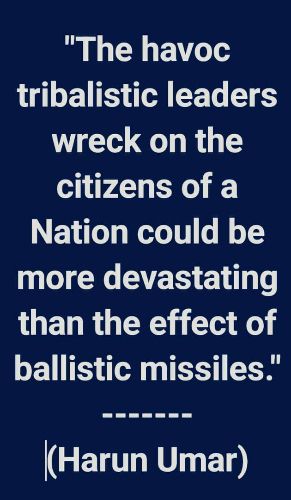 "The havoc
tribalistic leaders
wreck on the
citizens of a
Nation could be
more devastating
than the effect of
ballistic missiles."
-------
(Harun Umar)